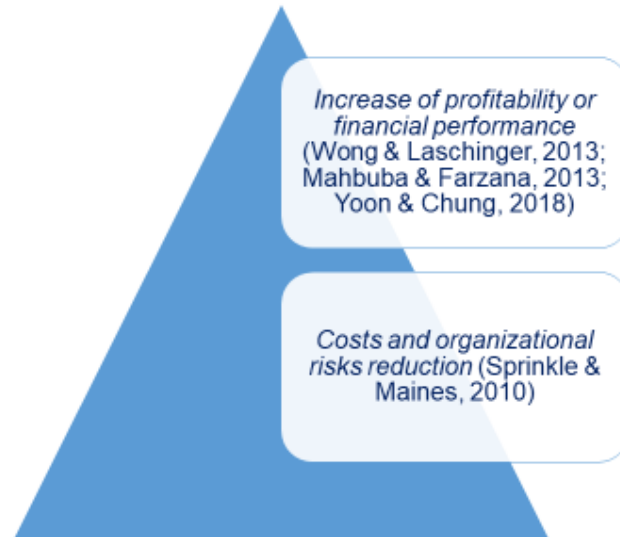 Increase of profitability or
financial performance
(Wong & Laschinger, 2013;
Mahbuba & Farzana, 2013;
Yoon & Chung, 2018)
Costs and organizational
risks reduction (Sprinkle &
Maines, 2010)